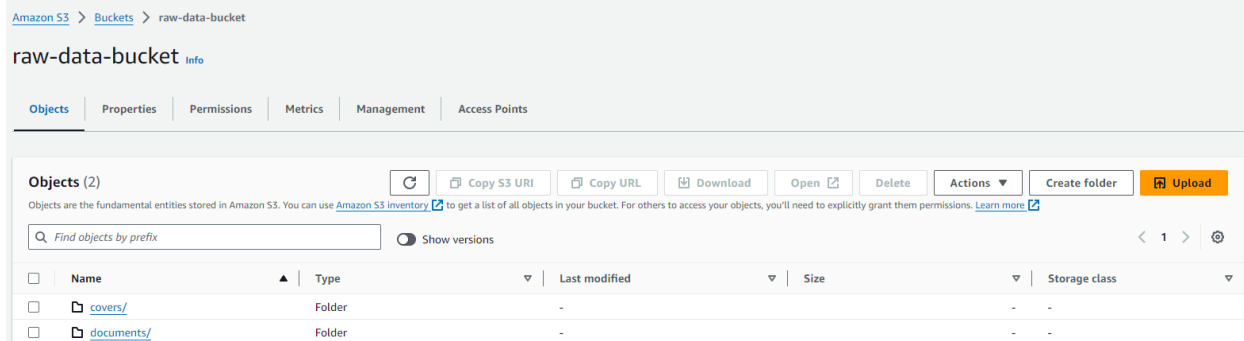 Amazon S3 > Buckets > raw-data-bucket
raw-data-bucket Info
Objects Properties Permissions Metrics Management Access Points
Objects (2) Copy S3 URI Copy URL Download Open Delete Actions Create folder Upload
Objects are the fundamental entities stored in Amazon S3. You can use Amazon S3 inventory to get a list of all objects in your bucket. For others to access your objects, you'll need to explicitly grant them permissions. Learn more
Find objects by prefix Show versions < 1 >
Name Type Last modified Size Storage class
covers/ Folder - - -
documents/ Folder - - -